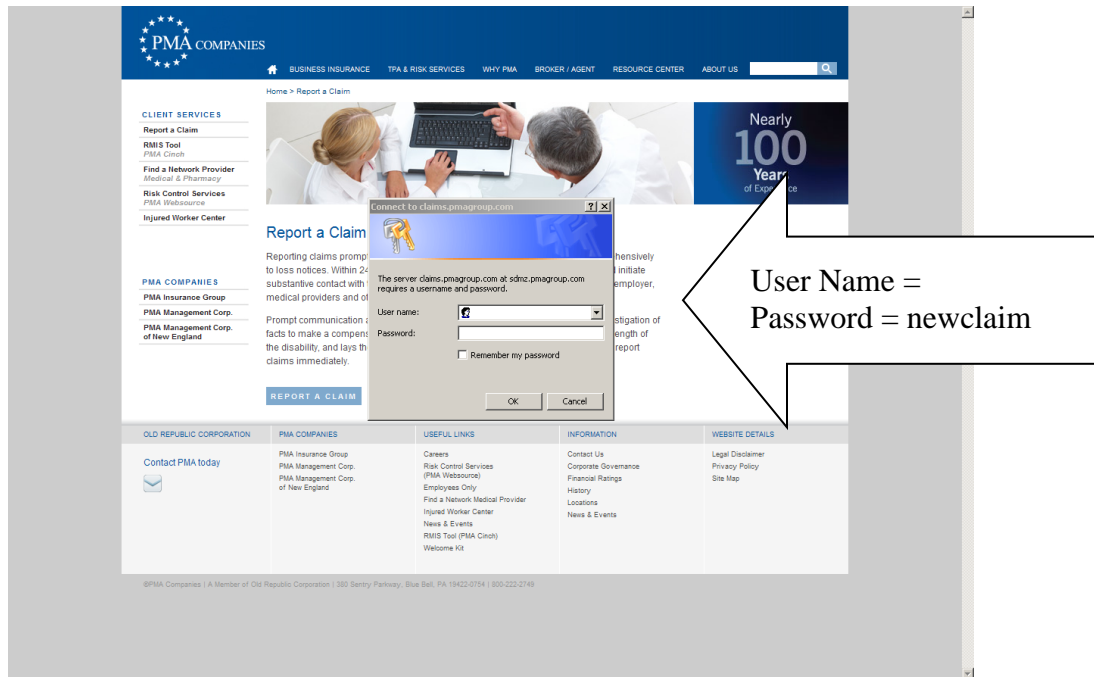 PMA COMPANIES
BUSINESS INSURANCE TPA & RISK SERVICES WHY PMA BROKER / AGENT RESOURCE CENTER ABOUT US
Home > Report a Claim
CLIENT SERVICES
Report a Claim
RMIS Tool
PMA Cinch
Find a Network Provider
Medical & Pharmacy
Risk Control Services
PMA Websource
Injured Worker Center
PMA COMPANIES
PMA Insurance Group
PMA Management Corp.
PMA Management Corp.
of New England
Nearly
100
Years
of
Report a Claim
Reporting claims promp hensively
to loss notices. Within 24 initiate
substantive contact with employer,
medical providers and of
Prompt communication a stigation of
facts to make a compens ength of
the disability, and lays th report
claims immediately.
REPORT A CLAIM
Connect to claims.pmagroup.com
The server claims.pmagroup.com at sdmz.pmagroup.com
requires a username and password.
User name:
Password:
Remember my password
OK Cancel
User Name =
Password = newclaim
OLD REPUBLIC CORPORATION
Contact PMA today
PMA COMPANIES
PMA Insurance Group
PMA Management Corp.
PMA Management Corp.
of New England
USEFUL LINKS
Careers
Risk Control Services
(PMA Websource)
Employees Only
Find a Network Medical Provider
Injured Worker Center
News & Events
RMIS Tool (PMA Cinch)
Welcome Kit
INFORMATION
Contact Us
Corporate Governance
Financial Ratings
History
Locations
News & Events
WEBSITE DETAILS
Legal Disclaimer
Privacy Policy
Site Map
©PMA Companies | A Member of Old Republic Corporation | 380 Sentry Parkway, Blue Bell, PA 19422-0754 | 800-222-2749